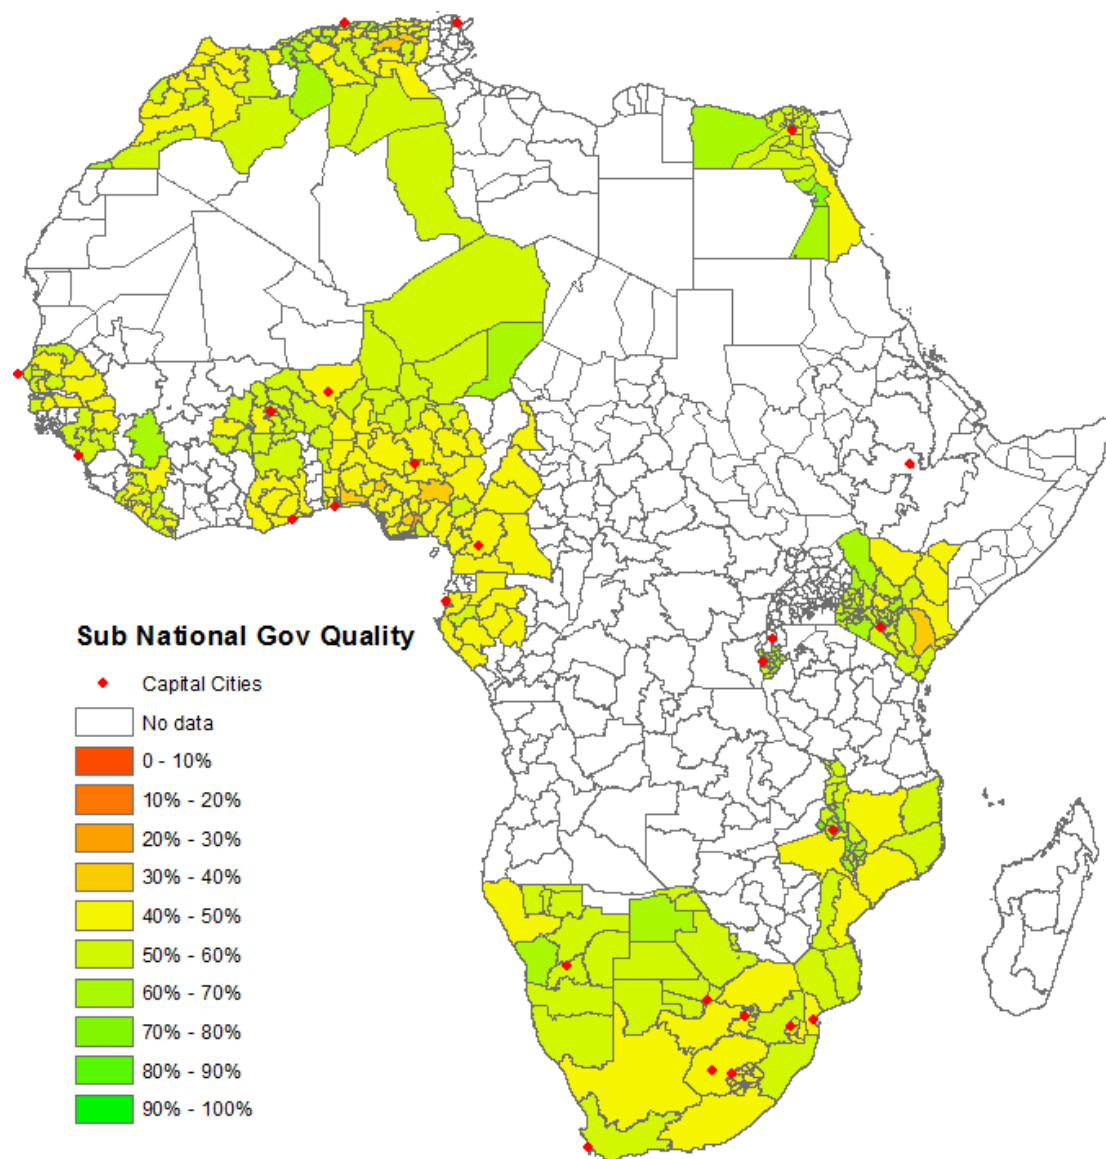 Sub National Gov Quality
Capital Cities
No data
0 - 10%
10% - 20%
20% - 30%
30% - 40%
40% - 50%
50% - 60%
60% - 70%
70% - 80%
80% - 90%
90% - 100%